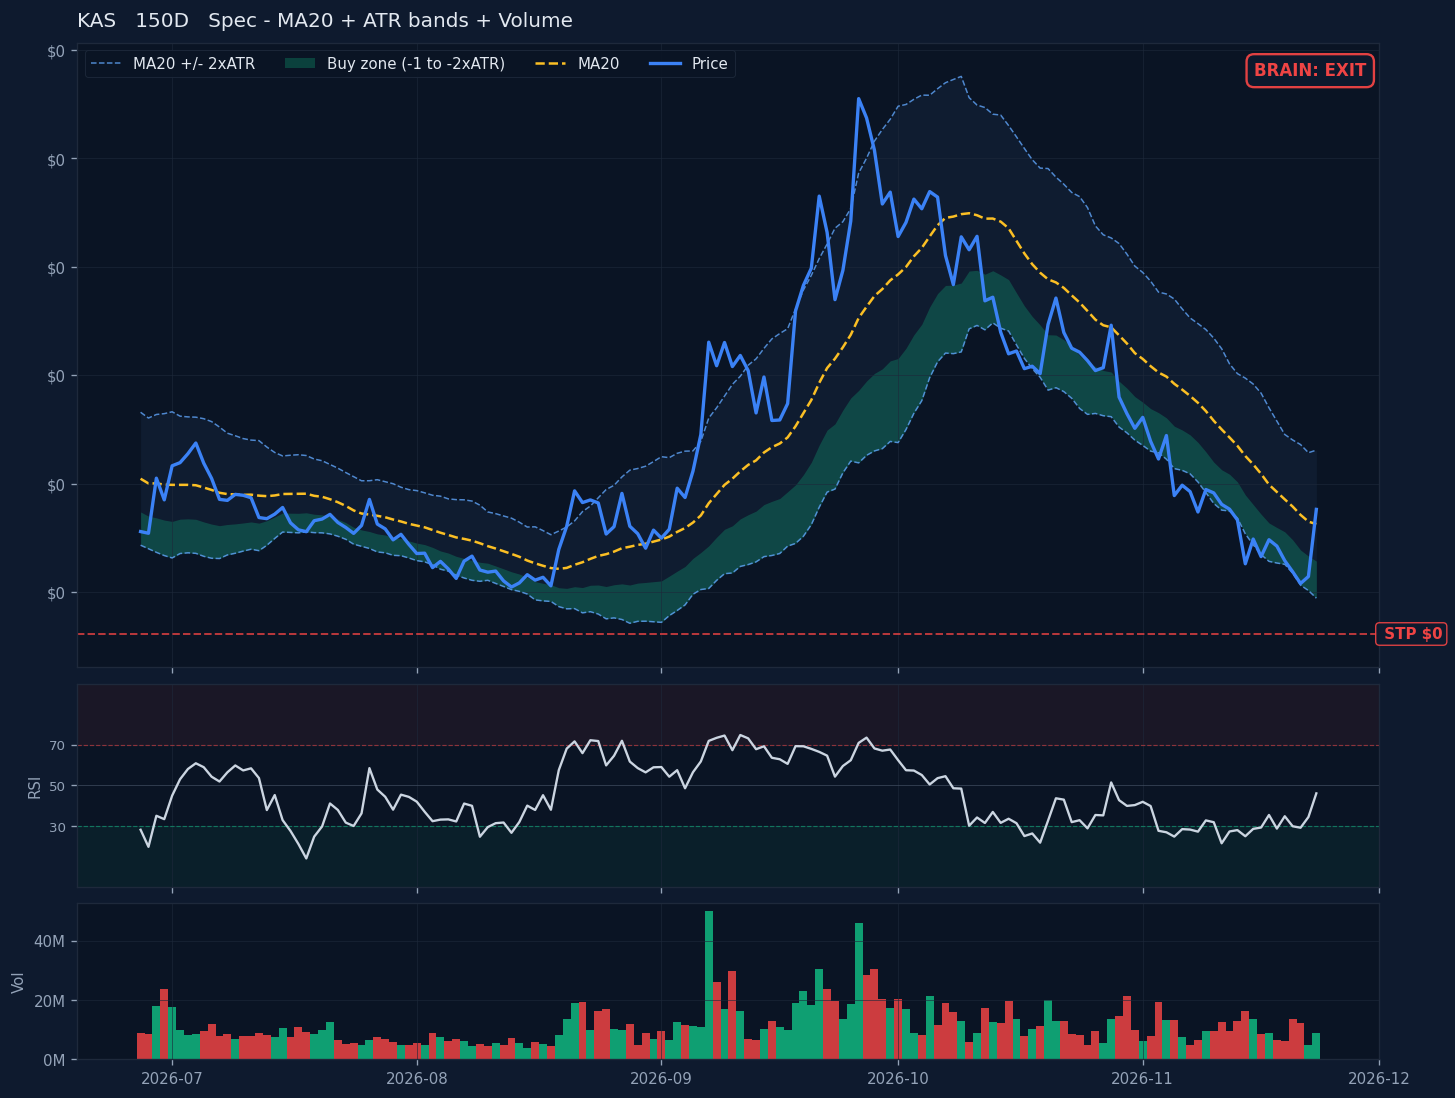 KAS 150D Spec - MA20 + ATR bands + Volume
MA20 +/- 2xATR Buy zone (-1 to -2xATR) MA20 Price
BRAIN: EXIT
$0
$0
$0
$0
$0
$0
STP $0
RSI
70
50
30
Vol
40M
20M
0M
2026-07 2026-08 2026-09 2026-10 2026-11 2026-12